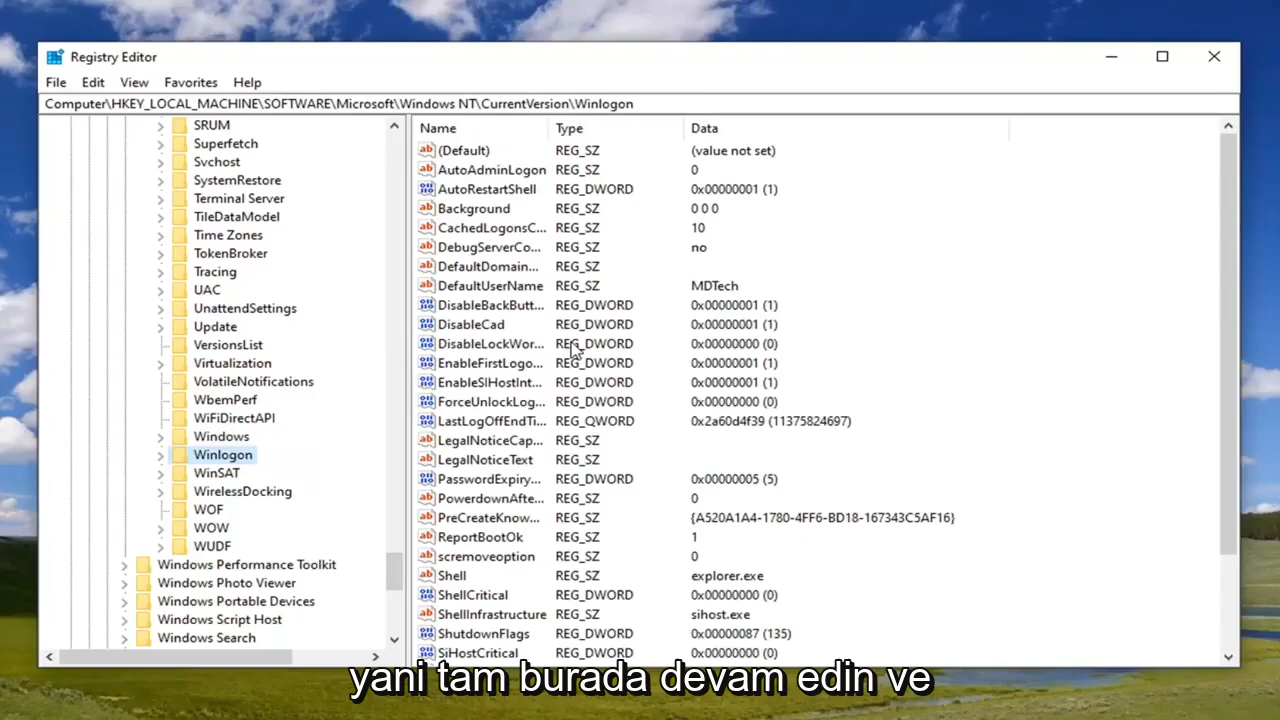 Registry Editor
File Edit View Favorites Help
Computer\HKEY_LOCAL_MACHINE\SOFTWARE\Microsoft\Windows NT\CurrentVersion\Winlogon
SRUM
Superfetch
Svchost
SystemRestore
Terminal Server
TileDataModel
Time Zones
TokenBroker
Tracing
UAC
UnattendSettings
Update
VersionsList
Virtualization
VolatileNotifications
WbemPerf
WiFiDirectAPI
Windows
Winlogon
WinSAT
WirelessDocking
WOF
WOW
WUDF
Windows Performance Toolkit
Windows Photo Viewer
Windows Portable Devices
Windows Script Host
Windows Search
Name Type Data
(Default) REG_SZ (value not set)
AutoAdminLogon REG_SZ 0
AutoRestartShell REG_DWORD 0x00000001 (1)
Background REG_SZ 0 0 0
CachedLogonsC... REG_SZ 10
DebugServerCo... REG_SZ no
DefaultDomain... REG_SZ
DefaultUserName REG_SZ MDTech
DisableBackButt... REG_DWORD 0x00000001 (1)
DisableCad REG_DWORD 0x00000001 (1)
DisableLockWor... REG_DWORD 0x00000000 (0)
EnableFirstLogo... REG_DWORD 0x00000001 (1)
EnableSIHostInt... REG_DWORD 0x00000001 (1)
ForceUnlockLog... REG_DWORD 0x00000000 (0)
LastLogOffEndTi... REG_QWORD 0x2a60d4f39 (11375824697)
LegalNoticeCap... REG_SZ
LegalNoticeText REG_SZ
PasswordExpiry... REG_DWORD 0x00000005 (5)
PowerdownAfte... REG_SZ 0
PreCreateKnow... REG_SZ {A520A1A4-1780-4FF6-BD18-167343C5AF16}
ReportBootOk REG_SZ 1
scremoveoption REG_SZ 0
Shell REG_SZ explorer.exe
ShellCritical REG_DWORD 0x00000000 (0)
ShellInfrastructure REG_SZ sihost.exe
ShutdownFlags REG_DWORD 0x00000087 (135)
SiHostCritical REG_DWORD 0x00000000 (0)
yani tam burada devam edin ve